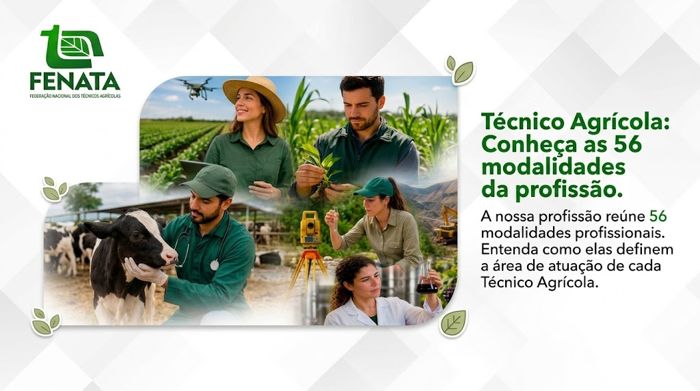 FENATA
FEDERAÇÃO NACIONAL DOS TÉCNICOS AGRÍCOLAS
Técnico Agrícola:
Conheça as 56
modalidades
da profissão.
A nossa profissão reúne 56
modalidades profissionais.
Entenda como elas definem
a área de atuação de cada
Técnico Agrícola.